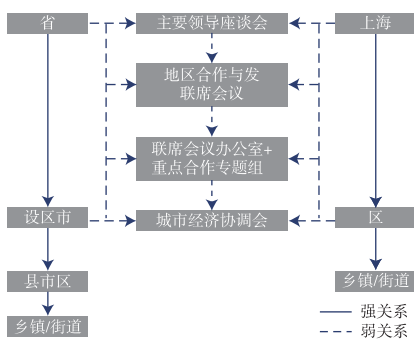 省
主要领导座谈会
上海
地区合作与发
联席会议
联席会议办公室+
重点合作专题组
设区市
城市经济协调会
区
县市区
乡镇/街道
乡镇/街道
强关系
弱关系